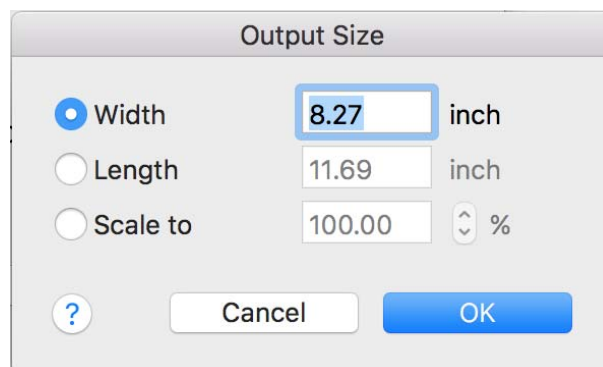 Output Size
Width 8.27 inch
Length 11.69 inch
Scale to 100.00 %
? Cancel OK